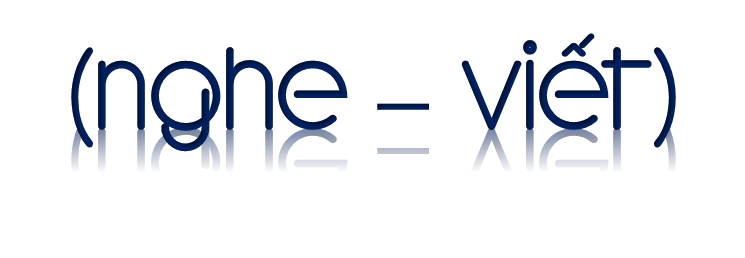 (nghe – viết)